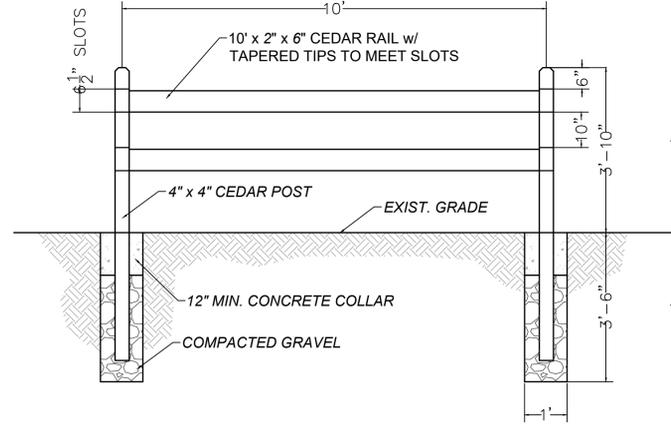 10'
6 1/2" SLOTS
10' x 2" x 6" CEDAR RAIL w/
TAPERED TIPS TO MEET SLOTS
6"
10"
3'-10"
4" x 4" CEDAR POST
EXIST. GRADE
12" MIN. CONCRETE COLLAR
3'-6"
COMPACTED GRAVEL
1'